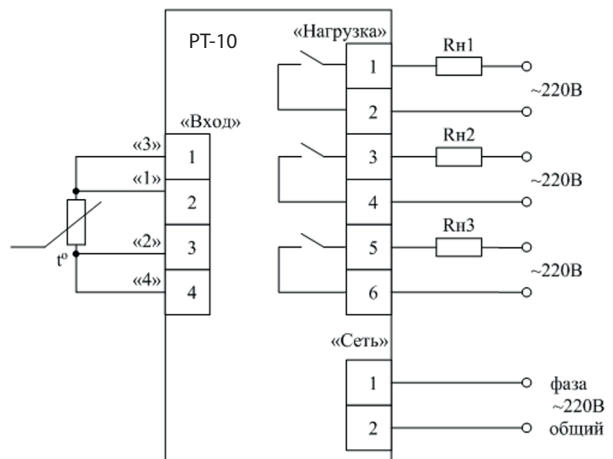 РТ-10
«Нагрузка»
1
Rн1
~220В
2
«Вход»
«3»
1
3
Rн2
«1»
2
~220В
4
«2»
3
5
Rн3
tº
«4»
4
~220В
6
«Сеть»
1
фаза
~220В
2
общий